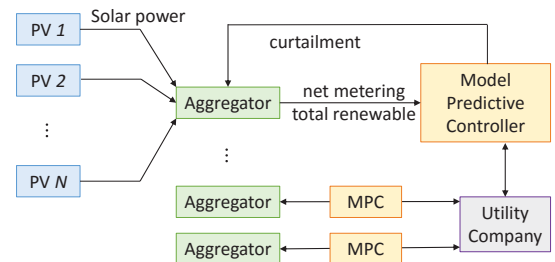 Solar power
PV 1
curtailment
PV 2
Aggregator
net metering
total renewable
Model
Predictive
Controller
⋮
⋮
PV N
Aggregator
MPC
Utility
Company
Aggregator
MPC